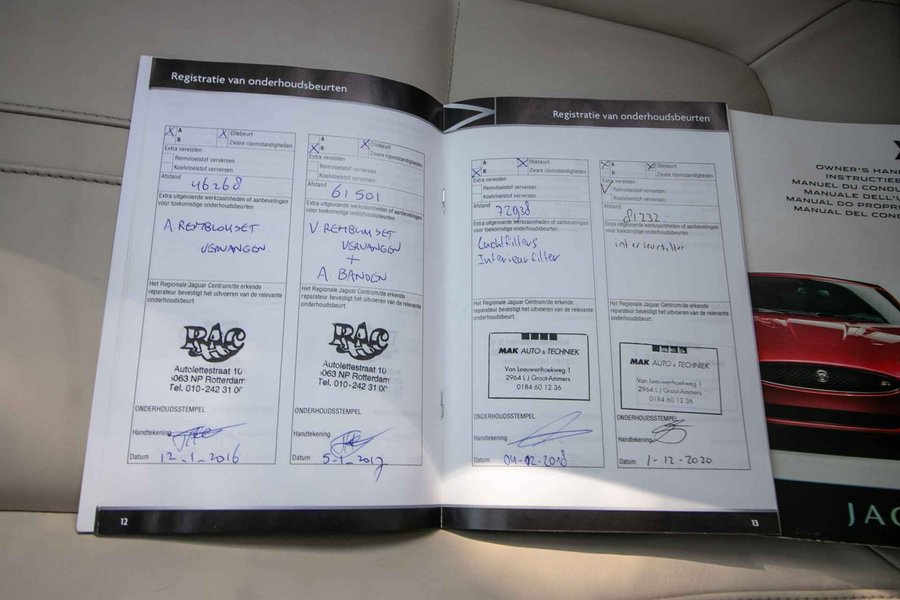 Registratie van onderhoudsbeurten
X A
B
X Oliebeurt
Zware rijomstandigheden
Extra vereisten
Remvloeistof verversen
Koelvloeistof verversen
Afstand
46268
Extra uitgevoerde werkzaamheden of aanbevelingen
voor toekomstige onderhoudsbeurt
A. REMBLOKSET
VERVANGEN
Het Regionale Jaguar Centrum/de erkende
reparateur bevestigt het uitvoeren van de relevante
onderhoudsbeurt.
RAC
Autolettestraat 10
3063 NP Rotterdam
Tel. 010-242 31 00
ONDERHOUDSSTEMPEL
Handtekening
Datum 12-1-2016
A
X B
X Oliebeurt
Zware rijomstandigheden
Extra vereisten
Remvloeistof verversen
Koelvloeistof verversen
Afstand
61501
Extra uitgevoerde werkzaamheden of aanbevelingen
voor toekomstige onderhoudsbeurt
V REMBLOKSET
VERVANGEN
+
A. BANDEN
Het Regionale Jaguar Centrum/de erkende
reparateur bevestigt het uitvoeren van de relevante
onderhoudsbeurt.
RAC
Autolettestraat 10
3063 NP Rotterdam
Tel. 010-242 31 00
ONDERHOUDSSTEMPEL
Handtekening
Datum 5-1-2017
12
Registratie van onderhoudsbeurten
A
X B
X Oliebeurt
Zware rijomstandigheden
Extra vereisten
Remvloeistof verversen
Koelvloeistof verversen
Afstand
72938
Extra uitgevoerde werkzaamheden of aanbevelingen
voor toekomstige onderhoudsbeurt
Luchtfilters
Interieurfilter
Het Regionale Jaguar Centrum/de erkende
reparateur bevestigt het uitvoeren van de relevante
onderhoudsbeurt.
MAK AUTO & TECHNIEK
Van Leeuwenhoekweg 1
2964 LJ Groot-Ammers
0184 60 12 36
ONDERHOUDSSTEMPEL
Handtekening
Datum 04-02-2018
X A
B
X Oliebeurt
Zware rijomstandigheden
Extra vereisten
Remvloeistof verversen
Koelvloeistof verversen
Afstand
81232
Extra uitgevoerde werkzaamheden of aanbevelingen
voor toekomstige onderhoudsbeurt
interieurfilter
Het Regionale Jaguar Centrum/de erkende
reparateur bevestigt het uitvoeren van de relevante
onderhoudsbeurt.
MAK AUTO & TECHNIEK
Van Leeuwenhoekweg 1
2964 LJ Groot-Ammers
0184 60 12 36
ONDERHOUDSSTEMPEL
Handtekening
Datum 1-12-2020
13
OWNER'S HAN
INSTRUCTIEB
MANUEL DU CONDU
MANUALE DELL'U
MANUAL DO PROPRI
MANUAL DEL COND
JAG